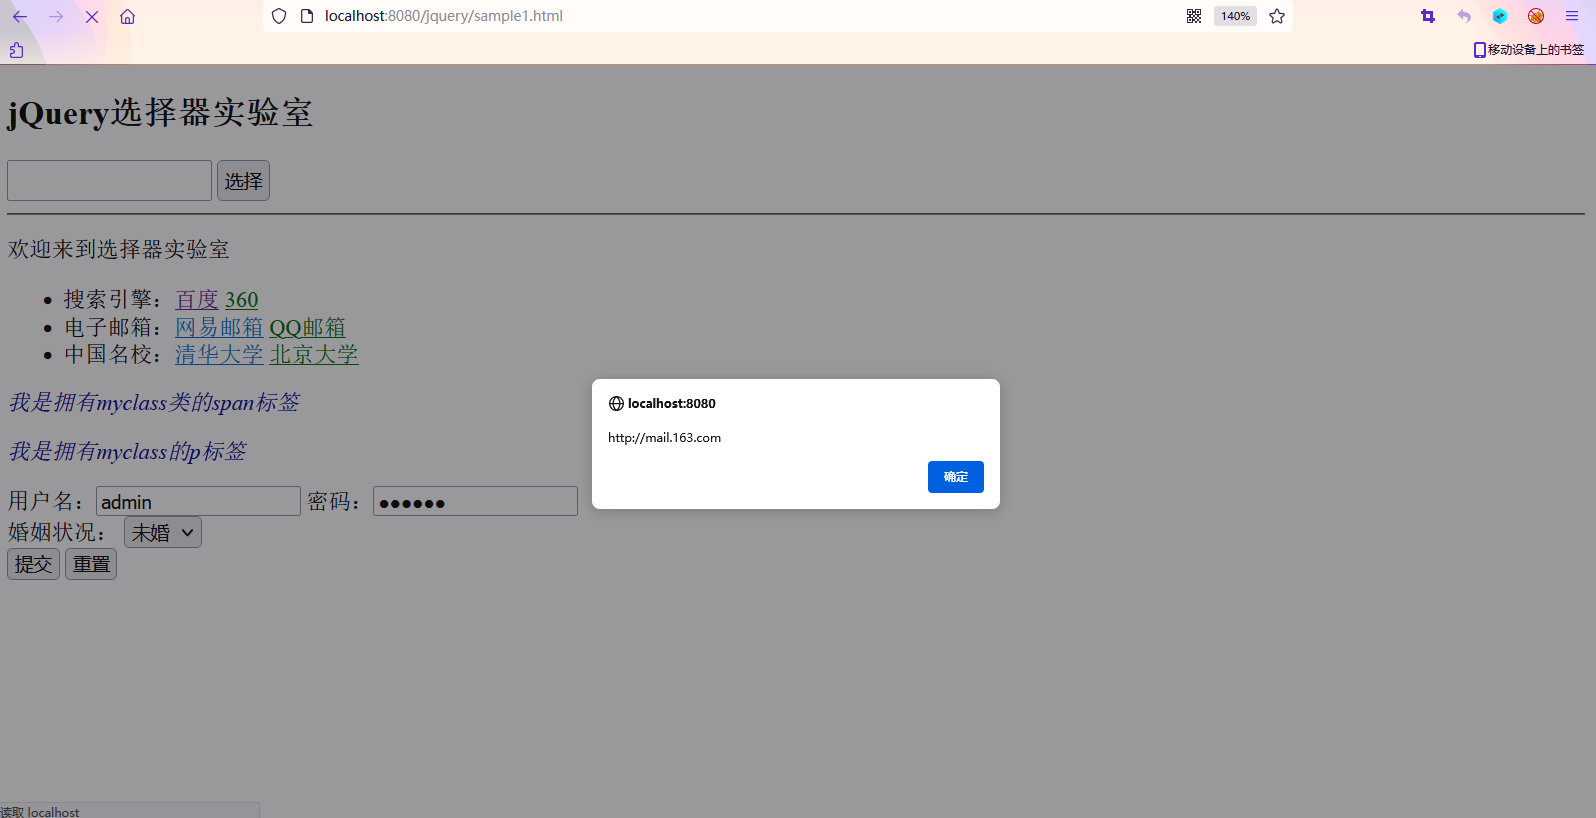 localhost:8080/jquery/sample1.html
140%
移动设备上的书签
jQuery选择器实验室
选择
欢迎来到选择器实验室
搜索引擎：百度 360
电子邮箱：网易邮箱 QQ邮箱
中国名校：清华大学 北京大学
我是拥有myclass类的span标签
我是拥有myclass的p标签
用户名：admin 密码：●●●●●●
婚姻状况：未婚
提交 重置
localhost:8080
http://mail.163.com
确定
读取 localhost